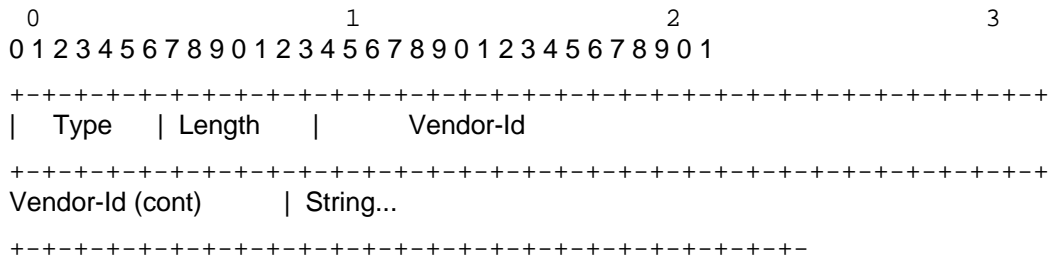 0 1 2 3
0 1 2 3 4 5 6 7 8 9 0 1 2 3 4 5 6 7 8 9 0 1 2 3 4 5 6 7 8 9 0 1
+-+-+-+-+-+-+-+-+-+-+-+-+-+-+-+-+-+-+-+-+-+-+-+-+-+-+-+-+-+-+-+-+
| Type | Length | Vendor-Id
+-+-+-+-+-+-+-+-+-+-+-+-+-+-+-+-+-+-+-+-+-+-+-+-+-+-+-+-+-+-+-+-+
Vendor-Id (cont) | String...
+-+-+-+-+-+-+-+-+-+-+-+-+-+-+-+-+-+-+-+-+-+-+-+-+-